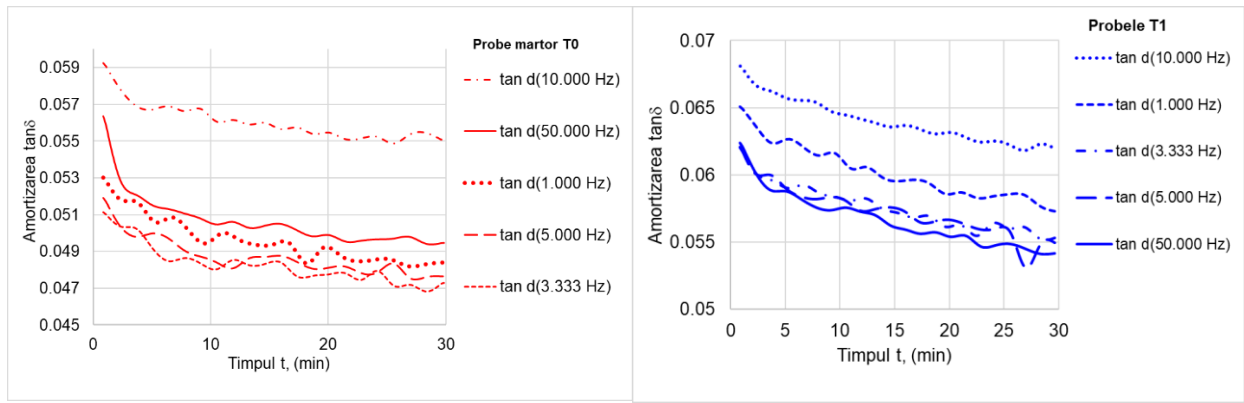 Probe martor T0
0.059
0.057
0.055
0.053
0.051
0.049
0.047
0.045
Amortizarea tanδ
0
10
20
30
Timpul t, (min)
tan d(10.000 Hz)
tan d(50.000 Hz)
tan d(1.000 Hz)
tan d(5.000 Hz)
tan d(3.333 Hz)
Probele T1
0.07
0.065
0.06
0.055
0.05
Amortizarea tanδ
0
5
10
15
20
25
30
Timpul t, (min)
tan d(10.000 Hz)
tan d(1.000 Hz)
tan d(3.333 Hz)
tan d(5.000 Hz)
tan d(50.000 Hz)